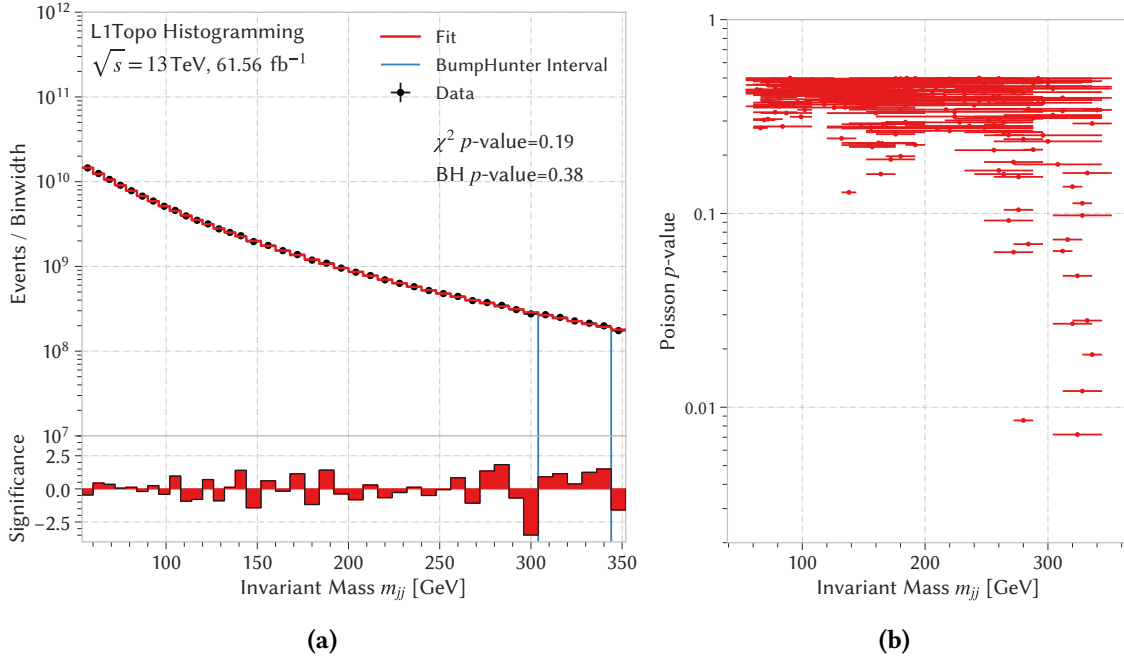 L1Topo Histogramming
√s = 13 TeV, 61.56 fb⁻¹
Fit
BumpHunter Interval
Data
χ² p-value=0.19
BH p-value=0.38
Events / Binwidth
10¹²
10¹¹
10¹⁰
10⁹
10⁸
10⁷
Significance
2.5
0.0
−2.5
100 150 200 250 300 350
Invariant Mass mjj [GeV]
(a)
Poisson p-value
1
0.1
0.01
100 200 300
Invariant Mass mjj [GeV]
(b)